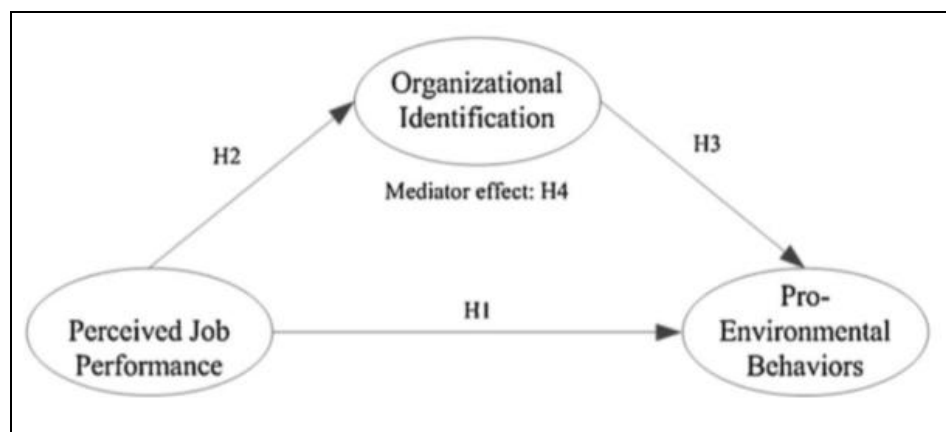 Organizational
Identification
H2
H3
Mediator effect: H4
H1
Perceived Job
Performance
Pro-
Environmental
Behaviors